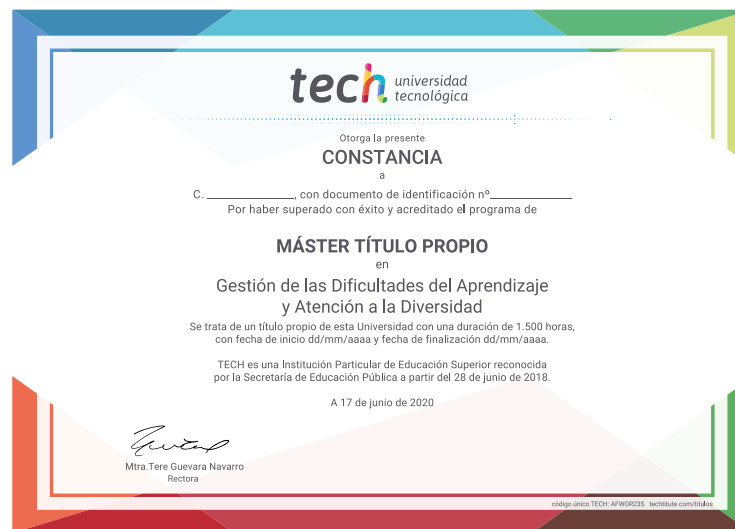 tech universidad
tecnológica
Otorga la presente
CONSTANCIA
a
C. ________________, con documento de identificación nº______________
Por haber superado con éxito y acreditado el programa de
MÁSTER TÍTULO PROPIO
en
Gestión de las Dificultades del Aprendizaje
y Atención a la Diversidad
Se trata de un título propio de esta Universidad con una duración de 1.500 horas,
con fecha de inicio dd/mm/aaaa y fecha de finalización dd/mm/aaaa.
TECH es una Institución Particular de Educación Superior reconocida
por la Secretaría de Educación Pública a partir del 28 de junio de 2018.
A 17 de junio de 2020
Mtra.Tere Guevara Navarro
Rectora
código único TECH: AFWOR23S techtitute.com/títulos